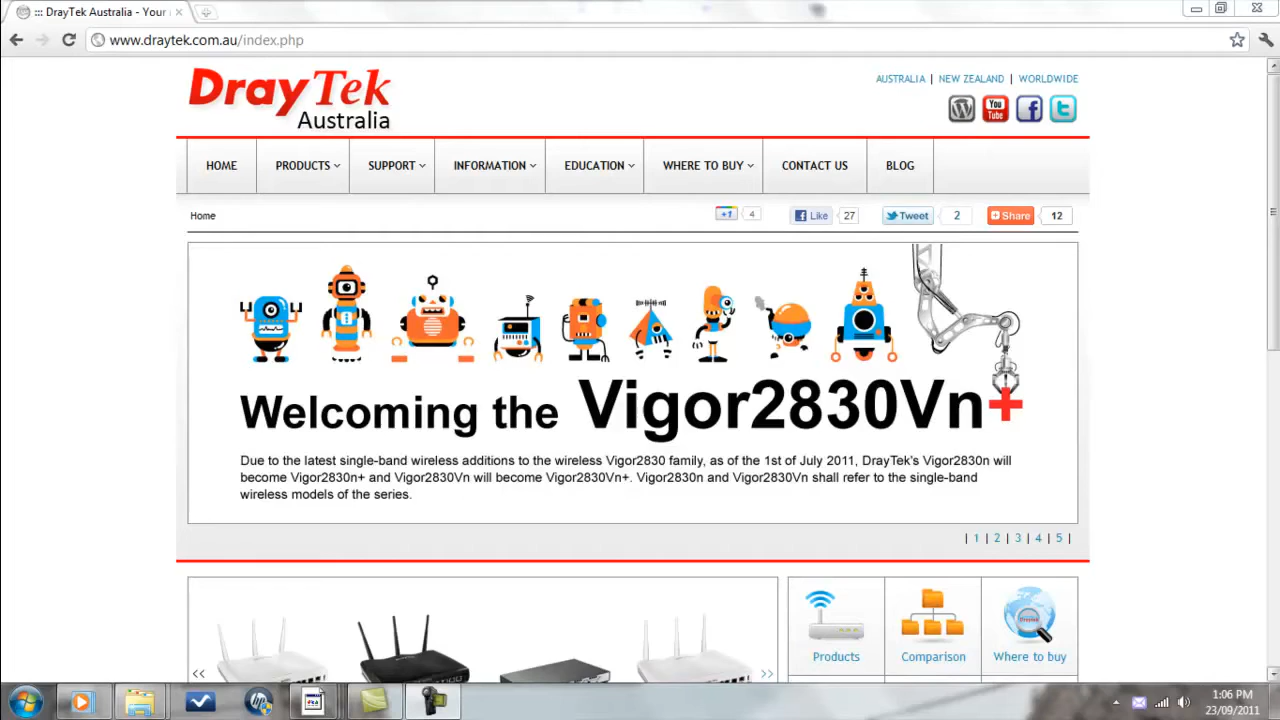 ::: DrayTek Australia - Your
www.draytek.com.au/index.php
DrayTek
Australia
AUSTRALIA | NEW ZEALAND | WORLDWIDE
You
Tube
HOME PRODUCTS SUPPORT INFORMATION EDUCATION WHERE TO BUY CONTACT US BLOG
Home +1 4 Like 27 Tweet 2 Share 12
Welcoming the Vigor2830Vn+
Due to the latest single-band wireless additions to the wireless Vigor2830 family, as of the 1st of July 2011, DrayTek's Vigor2830n will
become Vigor2830n+ and Vigor2830Vn will become Vigor2830Vn+. Vigor2830n and Vigor2830Vn shall refer to the single-band
wireless models of the series.
| 1 | 2 | 3 | 4 | 5 |
<< >>
Products Comparison Where to buy
1:06 PM
23/09/2011